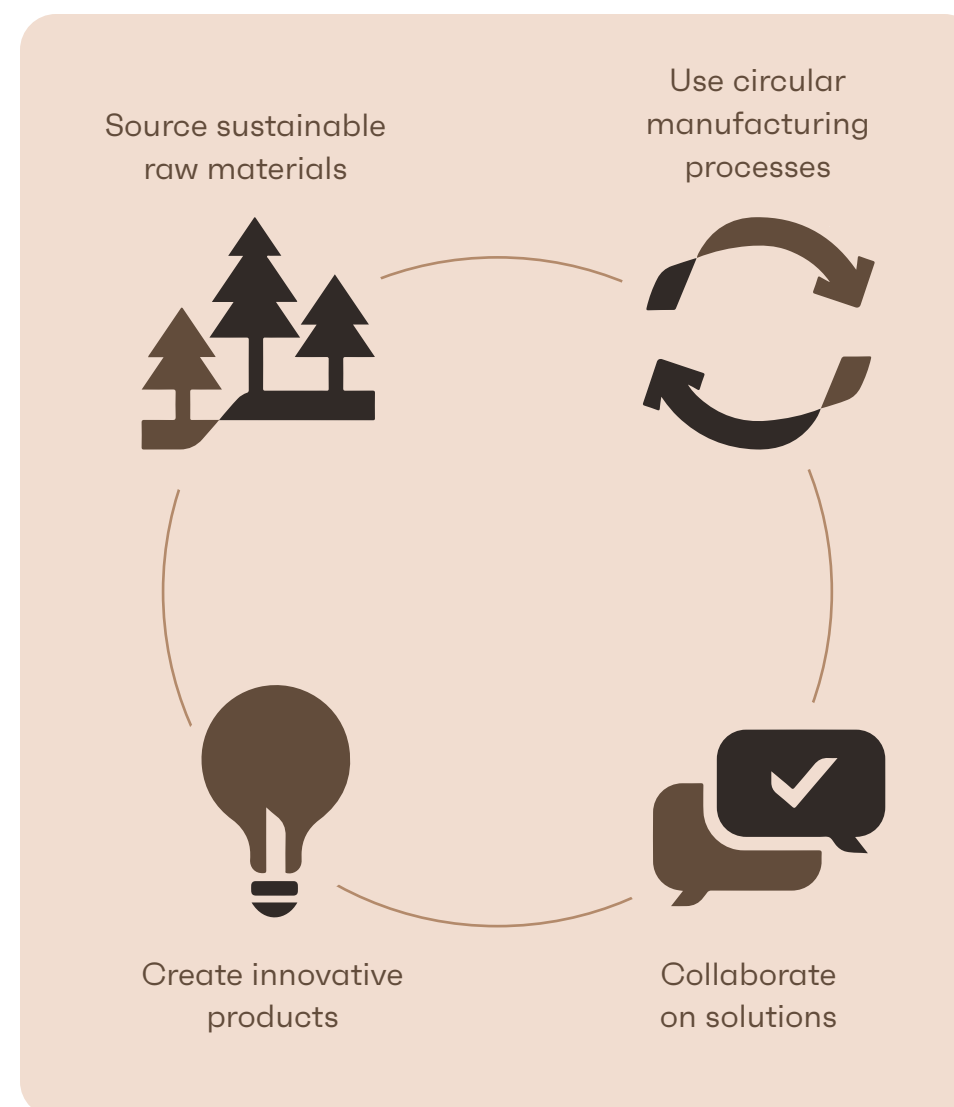 Source sustainable
raw materials
Use circular
manufacturing
processes
Create innovative
products
Collaborate
on solutions